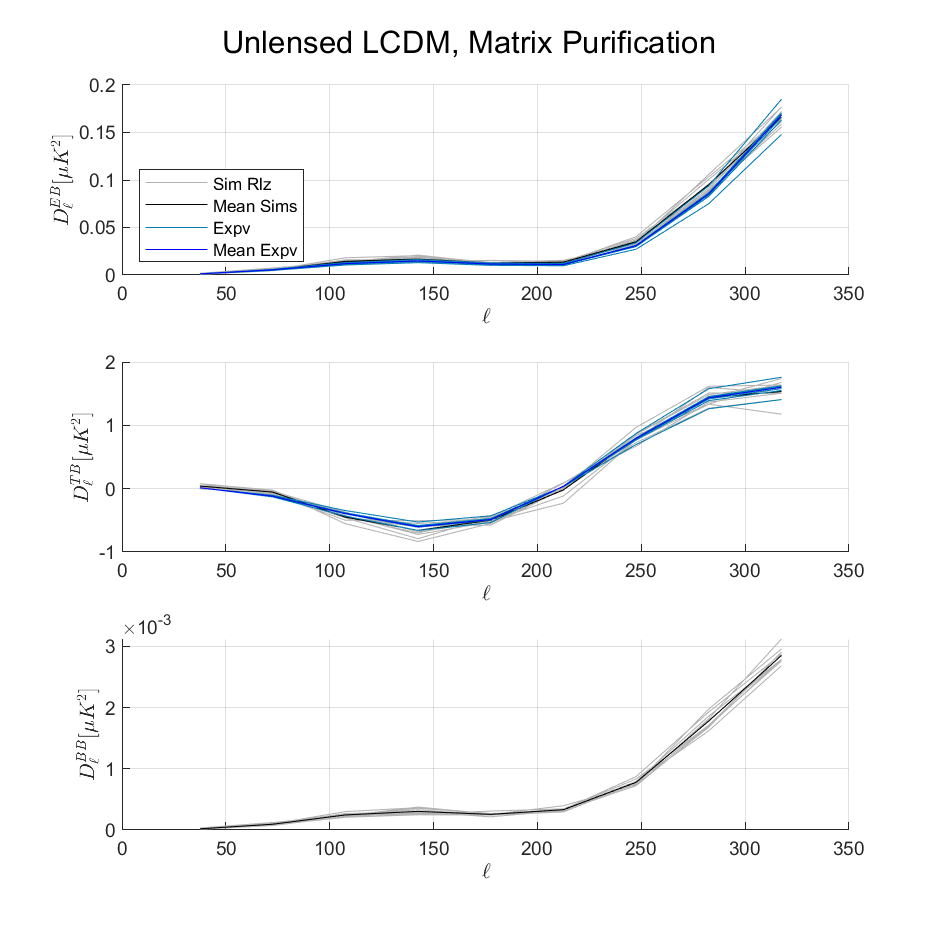 Unlensed LCDM, Matrix Purification
0.2
0.15
0.1
0.05
0
D_ℓ^{EB}[μK^2]
Sim Rlz
Mean Sims
Expv
Mean Expv
0 50 100 150 200 250 300 350
ℓ
2
1
0
-1
D_ℓ^{TB}[μK^2]
0 50 100 150 200 250 300 350
ℓ
×10^{-3}
3
2
1
0
D_ℓ^{BB}[μK^2]
0 50 100 150 200 250 300 350
ℓ